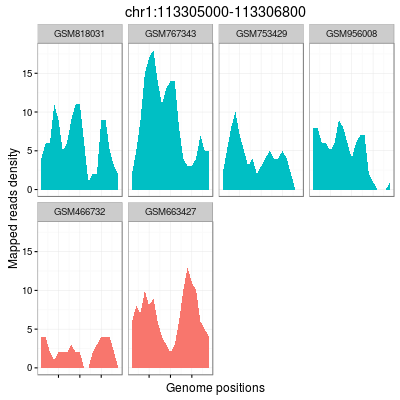 chr1:113305000-113306800
GSM818031 GSM767343 GSM753429 GSM956008
15
10
5
0
GSM466732 GSM663427
15
10
5
0
Mapped reads density
Genome positions